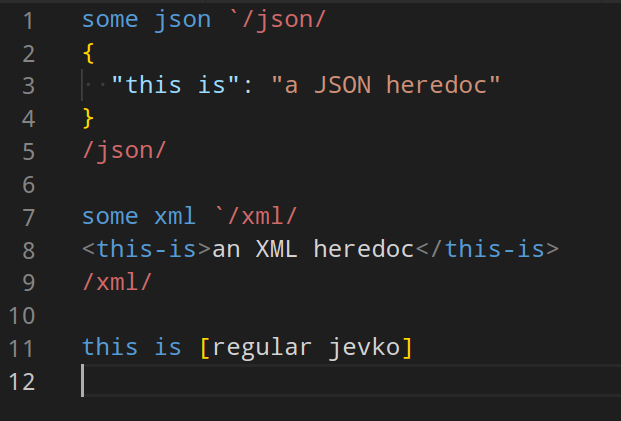 1 some json `/json/
2 {
3 ··"this is": "a JSON heredoc"
4 }
5 /json/
6
7 some xml `/xml/
8 <this-is>an XML heredoc</this-is>
9 /xml/
10
11 this is [regular jevko]
12